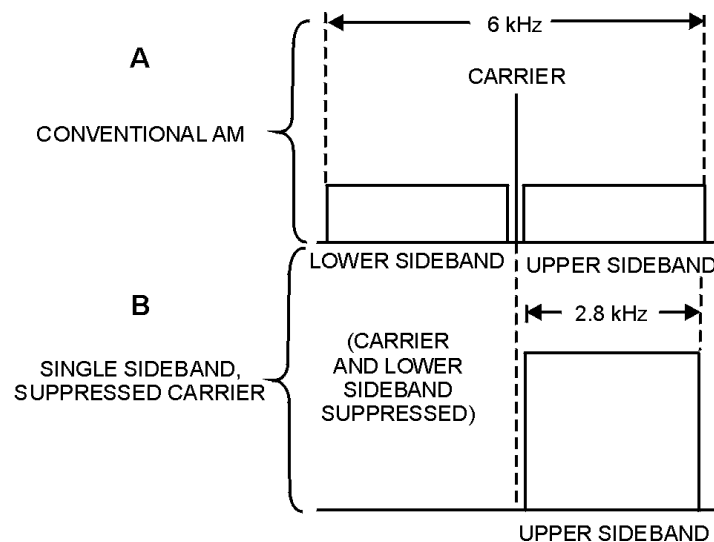 6 kHz
A
CARRIER
CONVENTIONAL AM
LOWER SIDEBAND
UPPER SIDEBAND
B
2.8 kHz
(CARRIER
AND LOWER
SIDEBAND
SUPPRESSED)
SINGLE SIDEBAND,
SUPPRESSED CARRIER
UPPER SIDEBAND